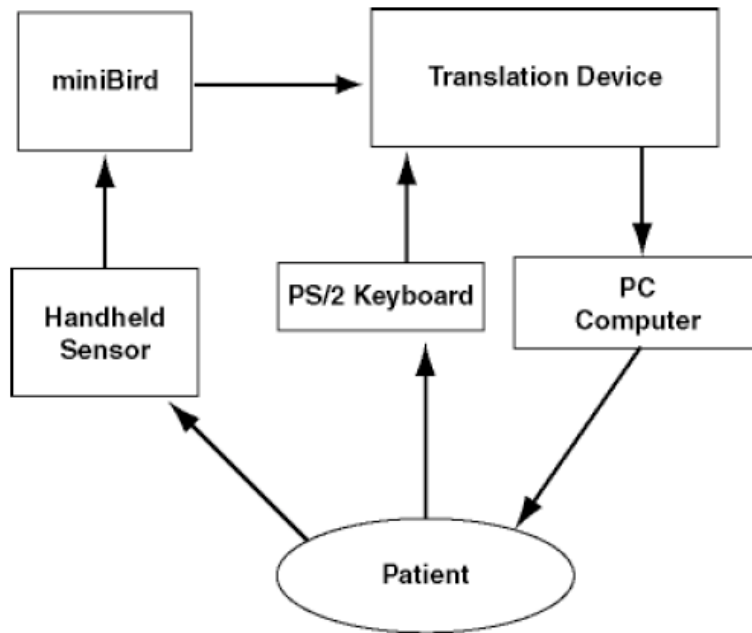 miniBird
Translation Device
Handheld
Sensor
PS/2 Keyboard
PC
Computer
Patient